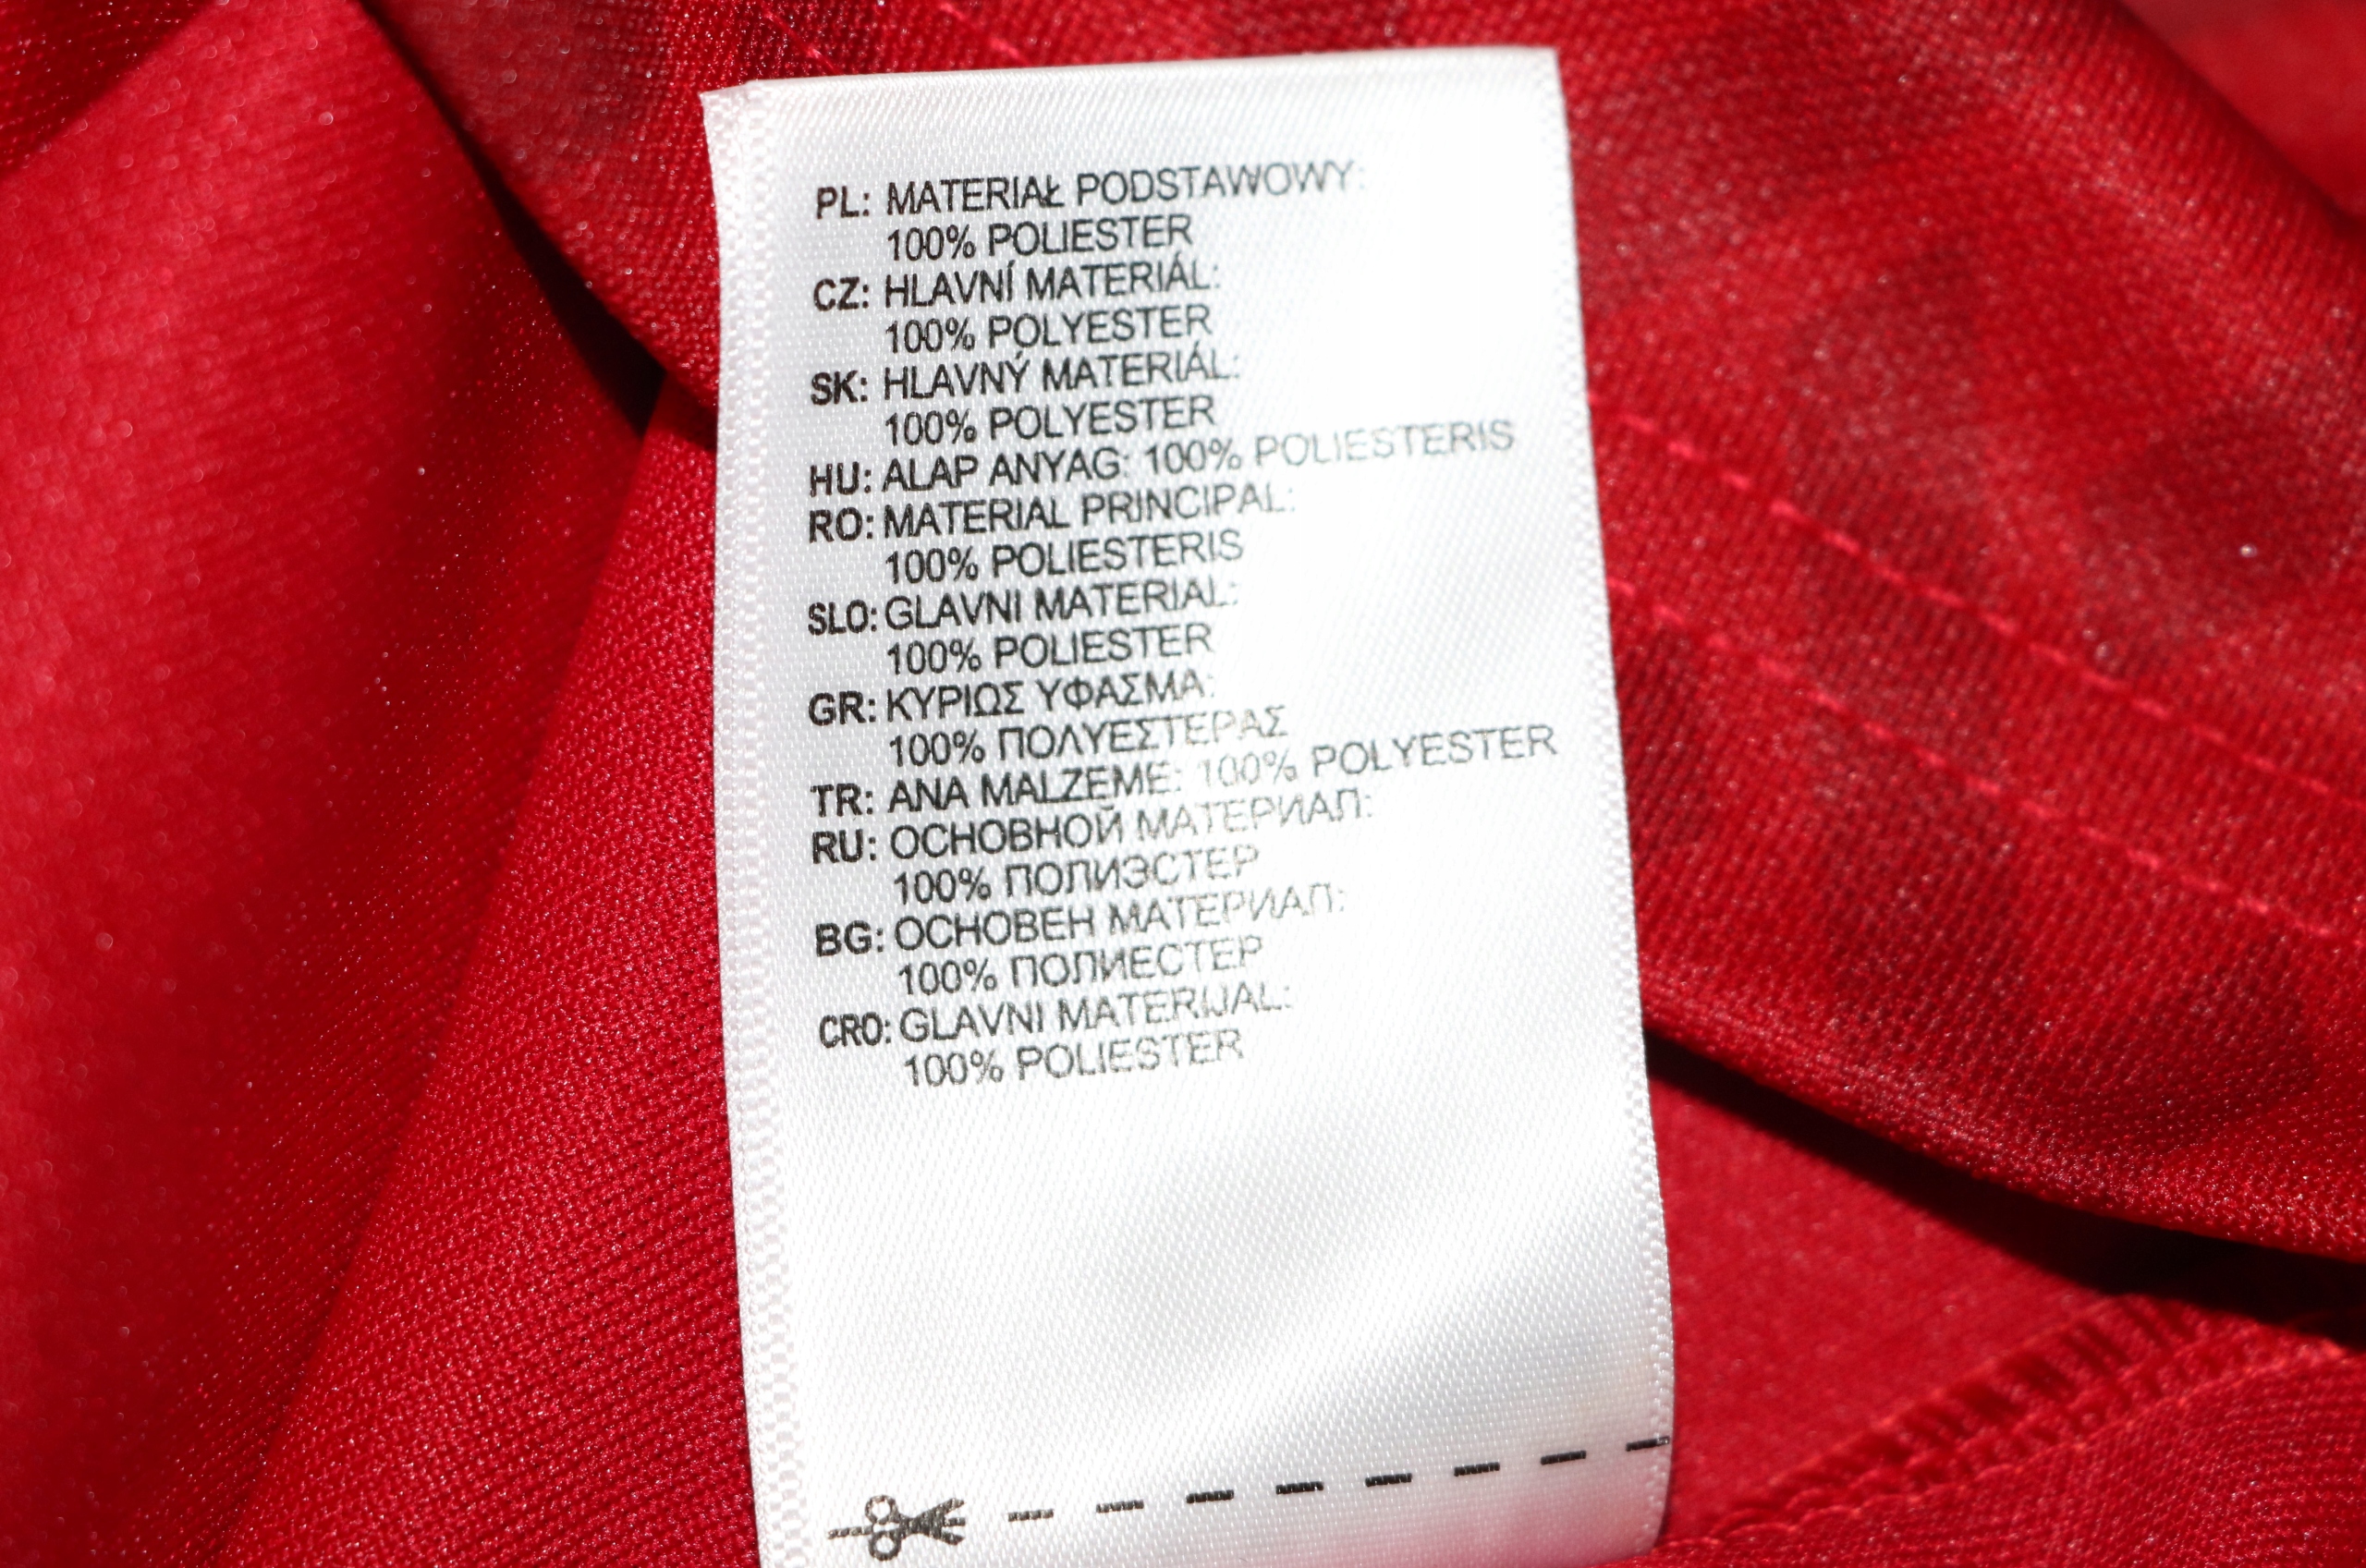 PL: MATERIAŁ PODSTAWOWY:
100% POLIESTER
CZ: HLAVNÍ MATERIÁL:
100% POLYESTER
SK: HLAVNÝ MATERIÁL:
100% POLYESTER
HU: ALAP ANYAG: 100% POLIESTERIS
RO: MATERIAL PRINCIPAL:
100% POLIESTERIS
SLO: GLAVNI MATERIAL:
100% POLIESTER
GR: ΚΥΡΙΩΣ ΥΦΑΣΜΑ:
100% ΠΟΛΥΕΣΤΕΡΑΣ
TR: ANA MALZEME: 100% POLYESTER
RU: ОСНОВНОЙ МАТЕРИАЛ:
100% ПОЛИЭСТЕР
BG: ОСНОВЕН МАТЕРИАЛ:
100% ПОЛИЕСТЕР
CRO: GLAVNI MATERIJAL:
100% POLIESTER